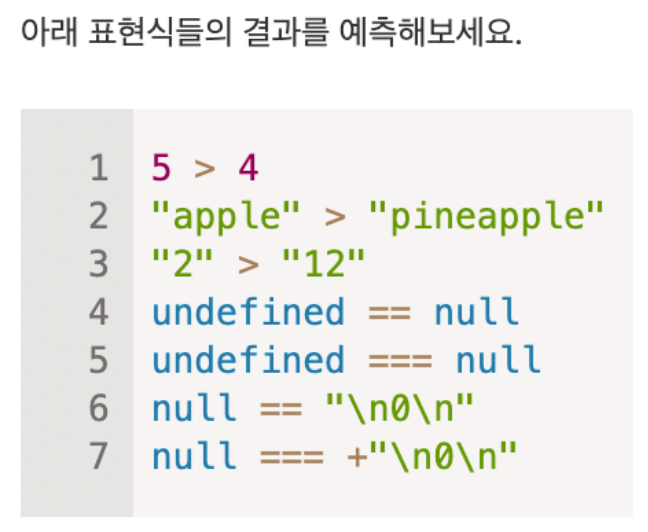 아래 표현식들의 결과를 예측해보세요.
1 5 > 4
2 "apple" > "pineapple"
3 "2" > "12"
4 undefined == null
5 undefined === null
6 null == "\n0\n"
7 null === +"\n0\n"